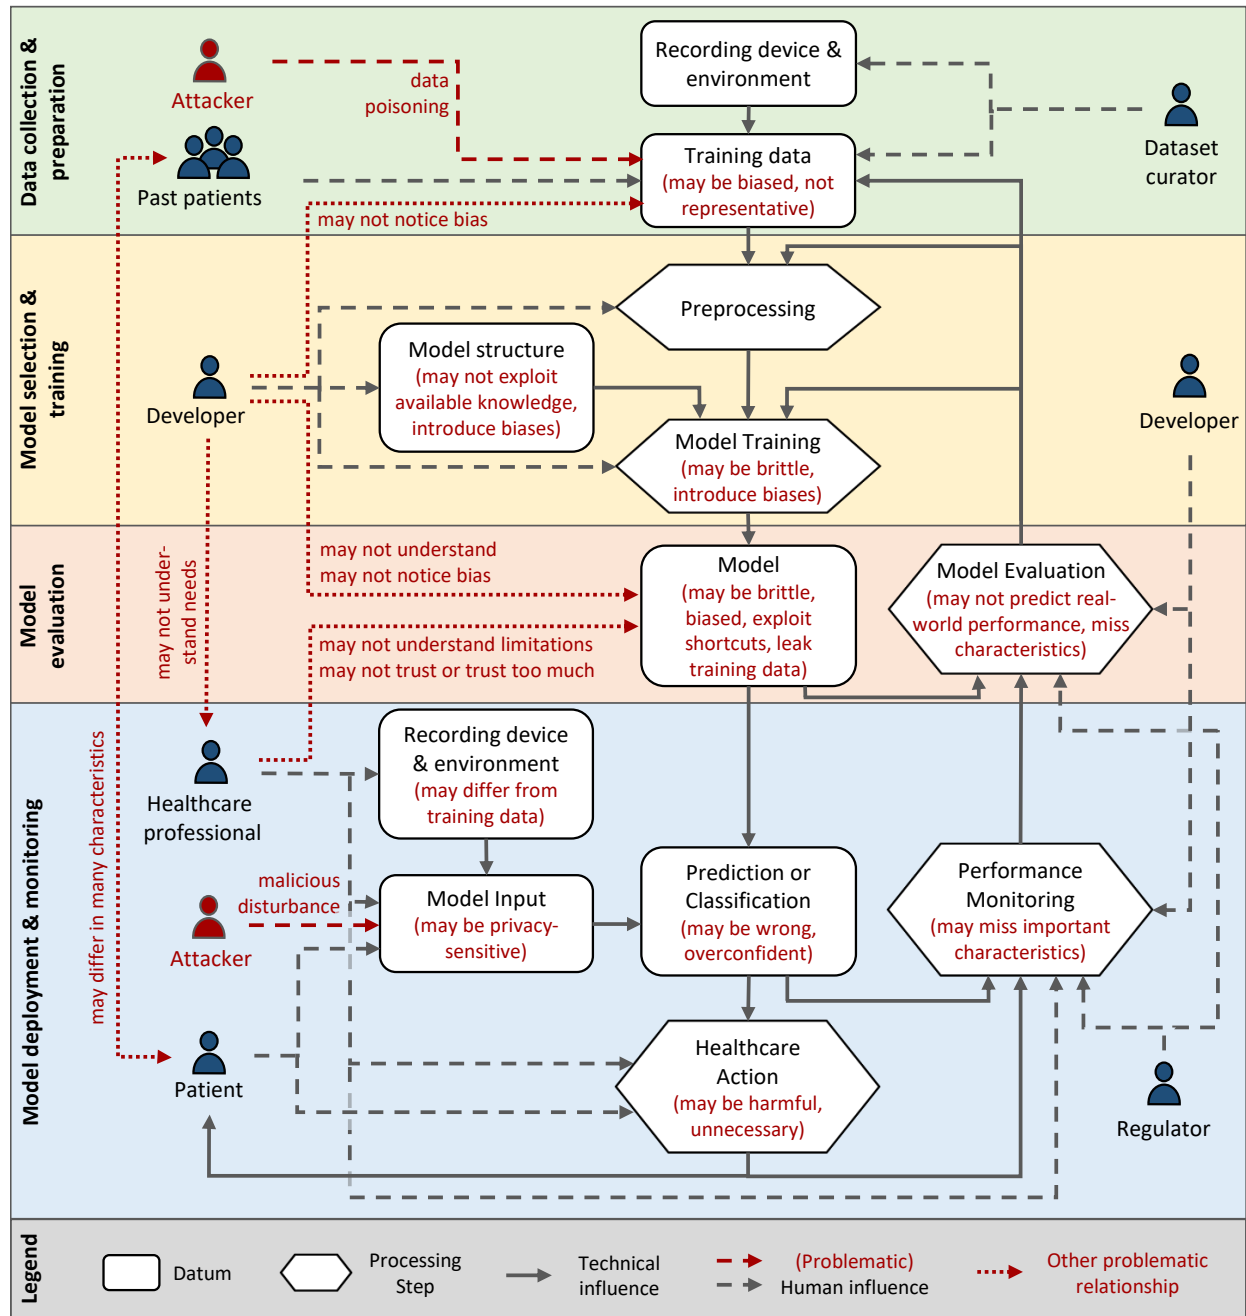 Data collection &
preparation
Attacker
data
poisoning
Past patients
may not notice bias
Recording device &
environment
Training data
(may be biased, not
representative)
Dataset
curator
Model selection &
training
Developer
Preprocessing
Model structure
(may not exploit
available knowledge,
introduce biases)
Model Training
(may be brittle,
introduce biases)
Developer
Model
evaluation
may not under-
stand needs
may not understand
may not notice bias
may not understand limitations
may not trust or trust too much
Model
(may be brittle,
biased, exploit
shortcuts, leak
training data)
Model Evaluation
(may not predict real-
world performance, miss
characteristics)
Model deployment & monitoring
may differ in many characteristics
Healthcare
professional
Recording device
& environment
(may differ from
training data)
malicious
disturbance
Attacker
Model Input
(may be privacy-
sensitive)
Prediction or
Classification
(may be wrong,
overconfident)
Performance
Monitoring
(may miss important
characteristics)
Patient
Healthcare
Action
(may be harmful,
unnecessary)
Regulator
Legend
Datum
Processing
Step
Technical
influence
(Problematic)
Human influence
Other problematic
relationship